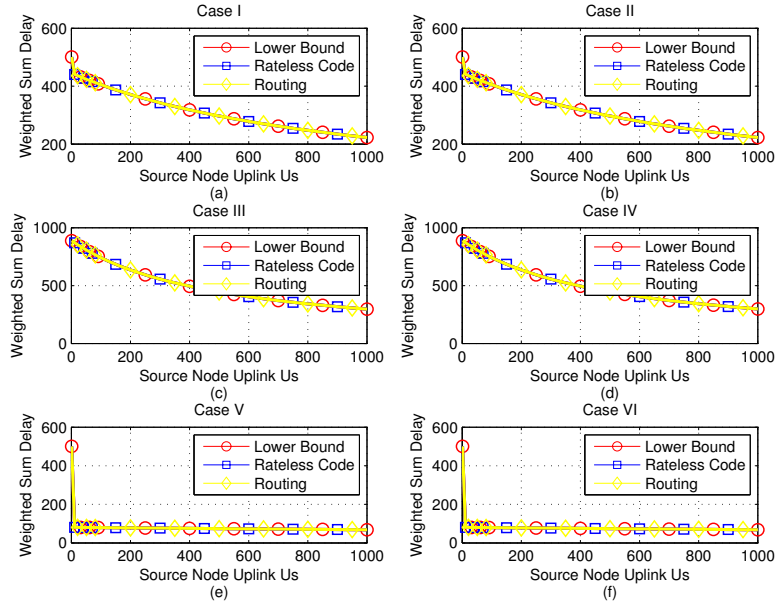 Case I
Weighted Sum Delay
600
400
200
0 200 400 600 800 1000
Lower Bound
Rateless Code
Routing
Source Node Uplink Us
(a)
Case II
Weighted Sum Delay
600
400
200
0 200 400 600 800 1000
Lower Bound
Rateless Code
Routing
Source Node Uplink Us
(b)
Case III
Weighted Sum Delay
1000
500
0
0 200 400 600 800 1000
Lower Bound
Rateless Code
Routing
Source Node Uplink Us
(c)
Case IV
Weighted Sum Delay
1000
500
0
0 200 400 600 800 1000
Lower Bound
Rateless Code
Routing
Source Node Uplink Us
(d)
Case V
Weighted Sum Delay
600
400
200
0
0 200 400 600 800 1000
Lower Bound
Rateless Code
Routing
Source Node Uplink Us
(e)
Case VI
Weighted Sum Delay
600
400
200
0
0 200 400 600 800 1000
Lower Bound
Rateless Code
Routing
Source Node Uplink Us
(f)